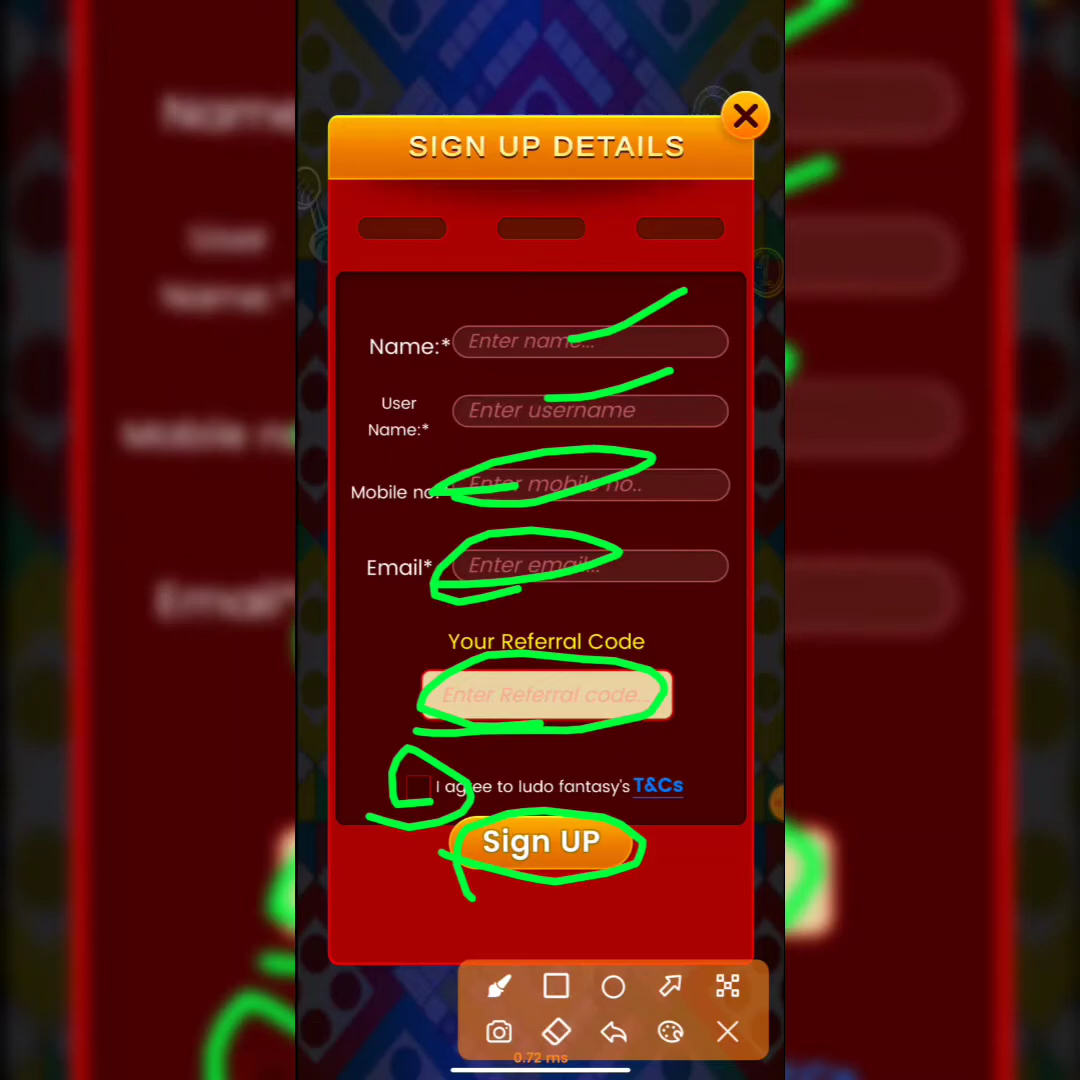 SIGN UP DETAILS
Name:* Enter name...
User Name:* Enter username
Mobile no.* Enter mobile no..
Email* Enter email...
Your Referral Code
Enter Referral code...
I agree to ludo fantasy's T&Cs
Sign UP
0.72 ms